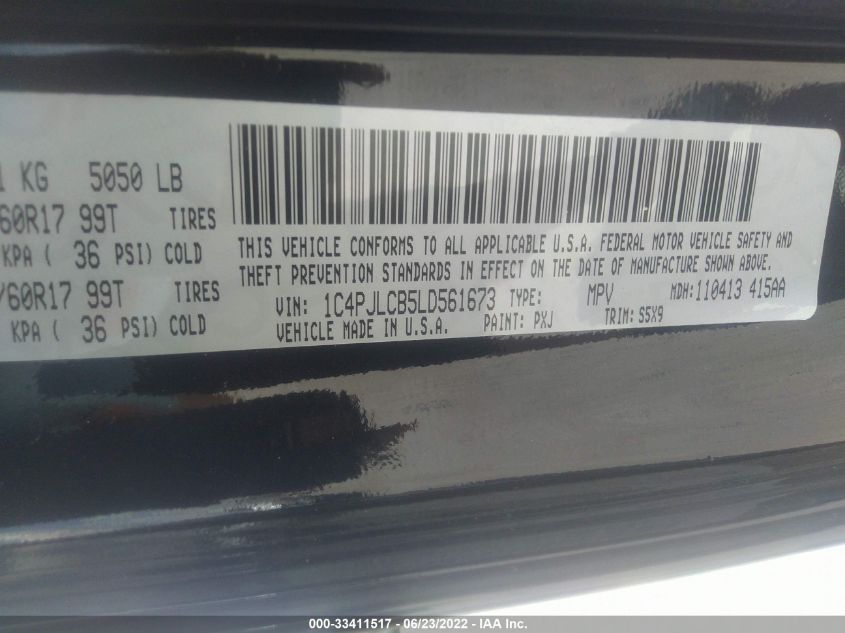 1 KG 5050 LB
60R17 99T TIRES
KPA ( 36 PSI) COLD
/60R17 99T TIRES
KPA ( 36 PSI) COLD
THIS VEHICLE CONFORMS TO ALL APPLICABLE U.S.A. FEDERAL MOTOR VEHICLE SAFETY AND
THEFT PREVENTION STANDARDS IN EFFECT ON THE DATE OF MANUFACTURE SHOWN ABOVE.
VIN: 1C4PJLCB5LD561673 TYPE: MPV MDH:110413 415AA
VEHICLE MADE IN U.S.A. PAINT: PXJ TRIM: S5X9
000-33411517 - 06/23/2022 - IAA Inc.